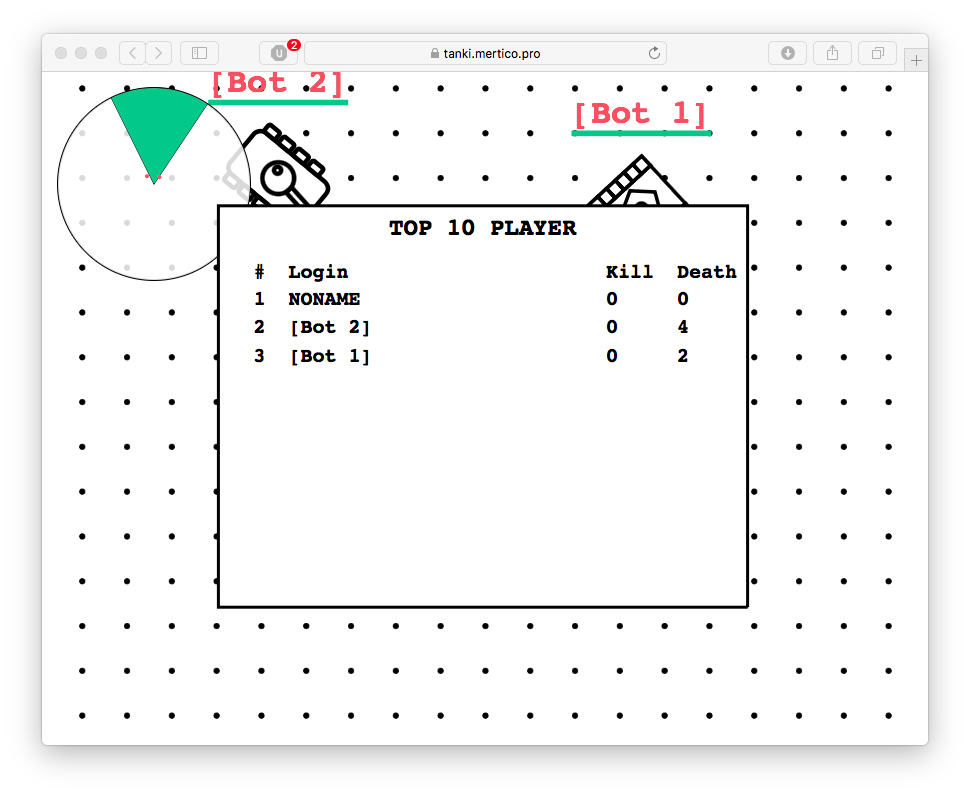 2
tanki.mertico.pro
[Bot 2]
[Bot 1]
TOP 10 PLAYER
# Login Kill Death
1 NONAME 0 0
2 [Bot 2] 0 4
3 [Bot 1] 0 2